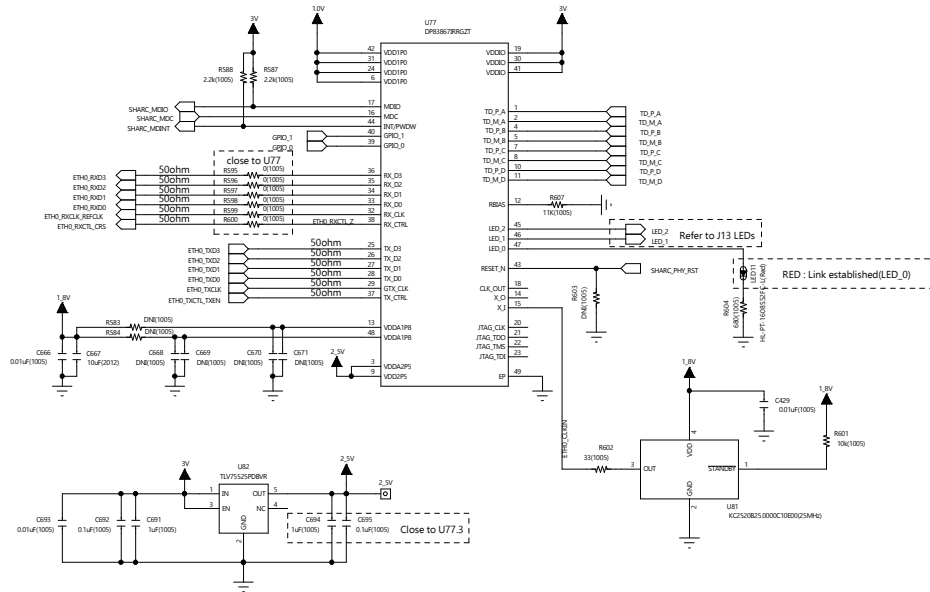 1.0V
3V
3V
U77
DP83867IRRGZT
R588
2.2k(1005)
R587
2.2k(1005)
42 VDD1P0
31 VDD1P0
24 VDD1P0
6 VDD1P0
19 VDDIO
30 VDDIO
41 VDDIO
SHARC_MDIO 17 MDIO
SHARC_MDC 16 MDC
SHARC_MDINT 44 INT/PWDW
GPIO_1 40 GPIO_1
GPIO_0 39 GPIO_0
1 TD_P_A TD_P_A
2 TD_M_A TD_M_A
4 TD_P_B TD_P_B
5 TD_M_B TD_M_B
7 TD_P_C TD_P_C
8 TD_M_C TD_M_C
10 TD_P_D TD_P_D
11 TD_M_D TD_M_D
close to U77
ETH0_RXD3 50ohm R595 0(1005) 36 RX_D3
ETH0_RXD2 50ohm R596 0(1005) 35 RX_D2
ETH0_RXD1 50ohm R597 0(1005) 34 RX_D1
ETH0_RXD0 50ohm R598 0(1005) 33 RX_D0
ETH0_RXCLK_REFCLK 50ohm R599 0(1005) 32 RX_CLK
ETH0_RXCTL_CRS 50ohm R600 0(1005) ETH0_RXCTL_Z 38 RX_CTRL
RBIAS 12 R607
11K(1005)
LED_2 45 LED_2
LED_1 46 LED_1
LED_0 47
Refer to J13 LEDs
ETH0_TXD3 50ohm 25 TX_D3
ETH0_TXD2 50ohm 26 TX_D2
ETH0_TXD1 50ohm 27 TX_D1
ETH0_TXD0 50ohm 28 TX_D0
ETH0_TXCLK 50ohm 29 GTX_CLK
ETH0_TXCTL_TXEN 50ohm 37 TX_CTRL
RESET_N 43 SHARC_PHY_RST
R603
DNI(1005)
LED11
HL-PT-1608S52FC-L(Red)
RED : Link established(LED_0)
R604
680(1005)
CLK_OUT 18
X_O 14
X_I 15
JTAG_CLK 20
JTAG_TDO 21
JTAG_TMS 22
JTAG_TDI 23
EP 49
1_8V
R583 DNI(1005) 13 VDDA1P8
R584 DNI(1005) 48 VDDA1P8
C666
0.01uF(1005)
C667
10uF(2012)
C668
DNI(1005)
C669
DNI(1005)
C670
DNI(1005)
C671
DNI(1005)
2_5V
3 VDDA2P5
9 VDD2P5
ETH0_CLKIN
R602
33(1005)
1_8V
C429
0.01uF(1005)
1_8V
R601
10k(1005)
4 VDD
3 OUT
STANDBY 1
GND 2
U81
KC2520B25.0000C10E00(25MHz)
3V
U82
TLV75525PDBVR
2_5V
2_5V
1 IN
3 EN
OUT 5
NC 4
GND
2
C693
0.01uF(1005)
C692
0.1uF(1005)
C691
1uF(1005)
C694
1uF(1005)
C695
0.1uF(1005)
Close to U77.3